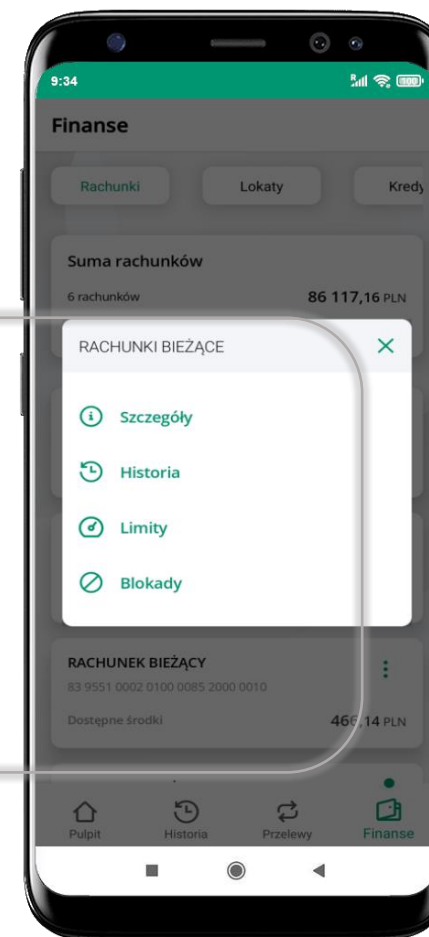 9:34
R
100
Finanse
Rachunki Lokaty Kredy
Suma rachunków
6 rachunków 86 117,16 PLN
RACHUNKI BIEŻĄCE
Szczegóły
Historia
Limity
Blokady
RACHUNEK BIEŻĄCY
83 9551 0002 0100 0085 2000 0010
Dostępne środki 466,14 PLN
Pulpit Historia Przelewy Finanse